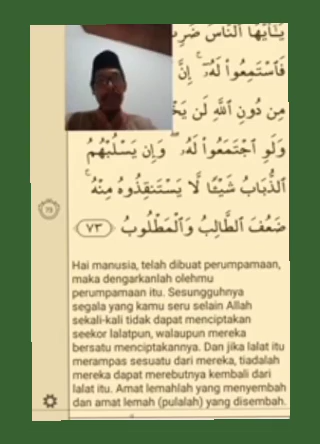 يَـٰٓأَيُّهَا ٱلنَّاسُ
فَٱسْتَمِعُوا۟ لَهُۥٓ ۚ إِنَّ
مِن دُونِ ٱللَّهِ لَن
وَلَوِ ٱجْتَمَعُوا۟ لَهُۥ ۖ وَإِن يَسْلُبْهُمُ
ٱلذُّبَابُ شَيْـًٔا لَّا يَسْتَنقِذُوهُ مِنْهُ ۚ
ضَعُفَ ٱلطَّالِبُ وَٱلْمَطْلُوبُ ٧٣
Hai manusia, telah dibuat perumpamaan,
maka dengarkanlah olehmu
perumpamaan itu. Sesungguhnya
segala yang kamu seru selain Allah
sekali-kali tidak dapat menciptakan
seekor lalatpun, walaupun mereka
bersatu menciptakannya. Dan jika lalat itu
merampas sesuatu dari mereka, tiadalah
mereka dapat merebutnya kembali dari
lalat itu. Amat lemahlah yang menyembah
dan amat lemah (pulalah) yang disembah.